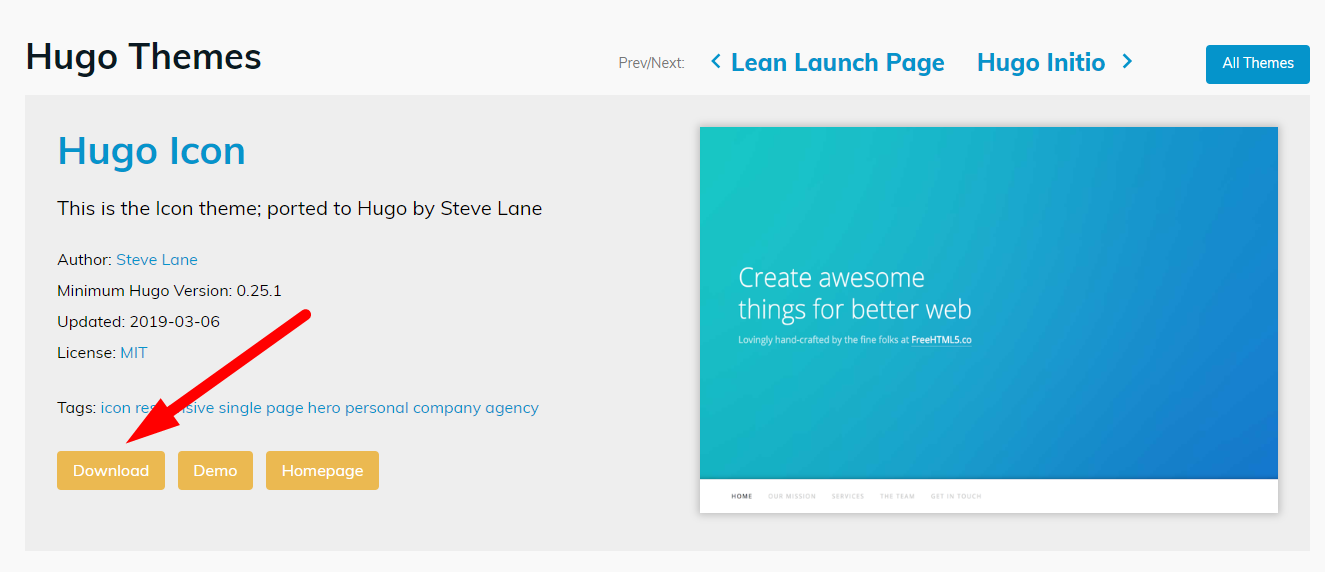 Hugo Themes
Prev/Next:
Lean Launch Page
Hugo Initio
All Themes
Hugo Icon
This is the Icon theme; ported to Hugo by Steve Lane
Author: Steve Lane
Minimum Hugo Version: 0.25.1
Updated: 2019-03-06
License: MIT
Tags: icon responsive single page hero personal company agency
Download
Demo
Homepage
Create awesome
things for better web
Lovingly hand-crafted by the fine folks at FreeHTML5.co
HOME
OUR MISSION
SERVICES
THE TEAM
GET IN TOUCH